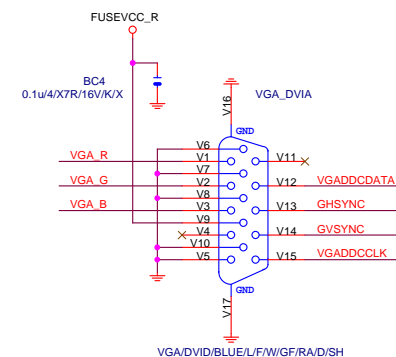 FUSEVCC_R
BC4
0.1u/4/X7R/16V/K/X
VGA_DVIA
V16
GND
V6
VGA_R
V1
V11
V7
VGA_G
V2
V12
VGADDCDATA
V8
VGA_B
V3
V13
GHSYNC
V9
V4
V14
GVSYNC
V10
V5
V15
VGADDCCLK
GND
V17
VGA/DVID/BLUE/L/F/W/GF/RA/D/SH